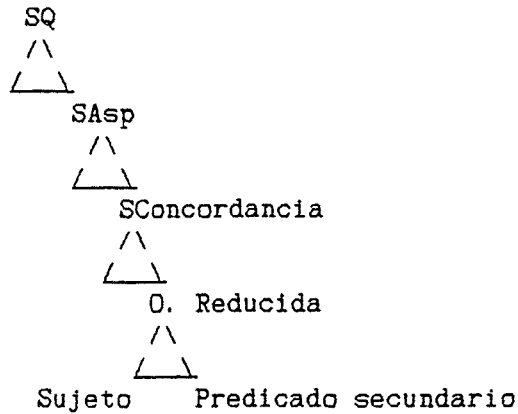 SQ
SAsp
SConcordancia
O. Reducida
Sujeto Predicado secundario